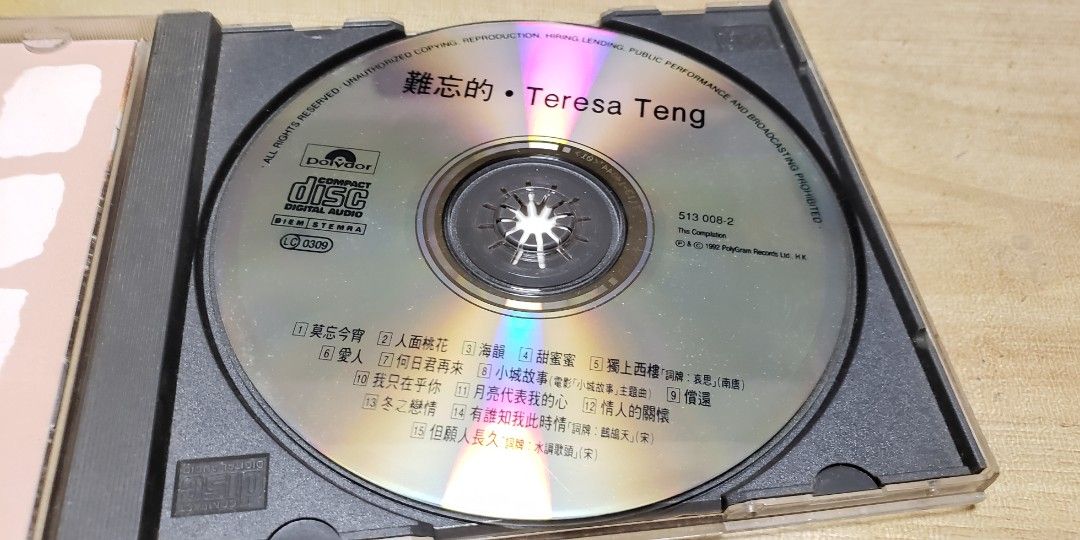 ·ALL RIGHTS RESERVED · UNAUTHORIZED COPYING, REPRODUCTION, HIRING, LENDING, PUBLIC PERFORMANCE AND BROADCASTING PROHIBITED·
難忘的 • Teresa Teng
polydor
COMPACT
disc
DIGITAL AUDIO
BIEM STEMRA
LC 0309
513 008-2
This Compilation
Ⓟ & © 1992 PolyGram Records Ltd. H.K.
1 莫忘今宵 2 人面桃花 3 海韻 4 甜蜜蜜 5 獨上西樓「詞牌：哀思」(南唐)
6 愛人 7 何日君再來 8 小城故事(電影「小城故事」主題曲) 9 償還
10 我只在乎你 11 月亮代表我的心 12 情人的關懷
13 冬之戀情 14 有誰知我此時情「詞牌：鷓鴣天」(宋)
15 但願人長久「詞牌：水調歌頭」(宋)
disc